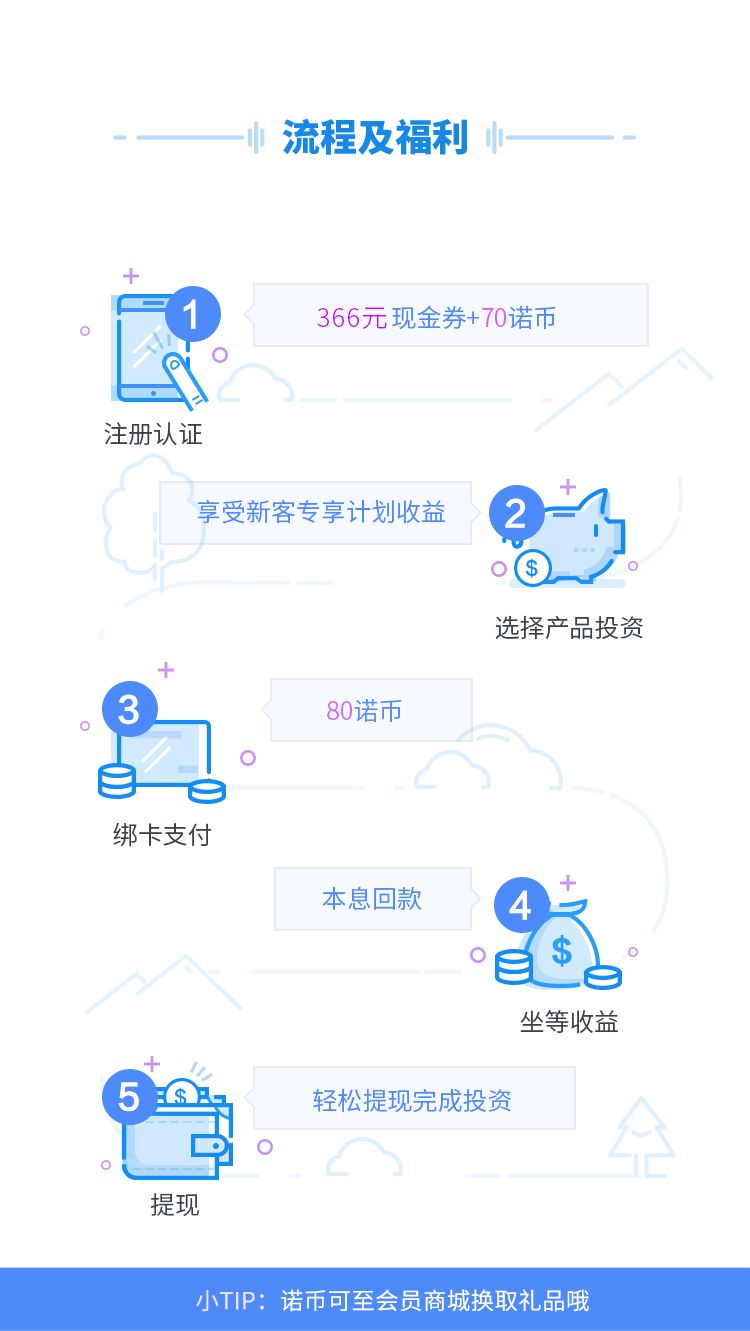 流程及福利
1
366元现金券+70诺币
注册认证
享受新客专享计划收益
2
$
选择产品投资
3
80诺币
绑卡支付
本息回款
4
$
坐等收益
5
$
轻松提现完成投资
提现
小TIP：诺币可至会员商城换取礼品哦